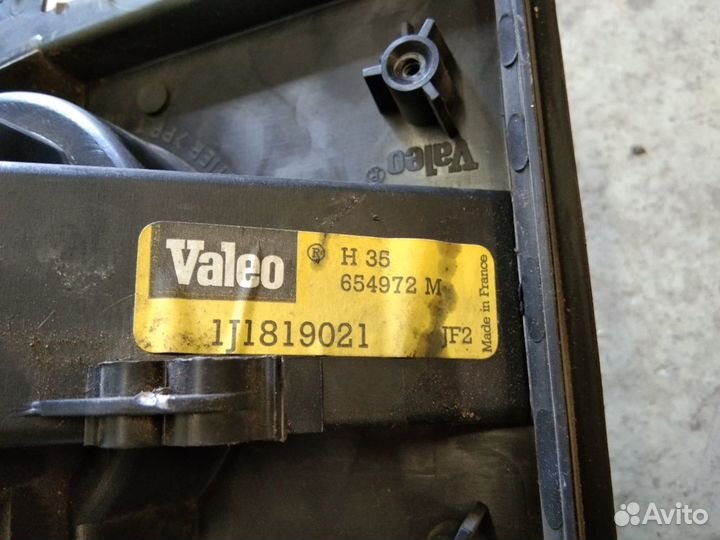 Valeo®
Valeo ® H 35
654972 M
1J1819021 JF2
Made in France
Avito